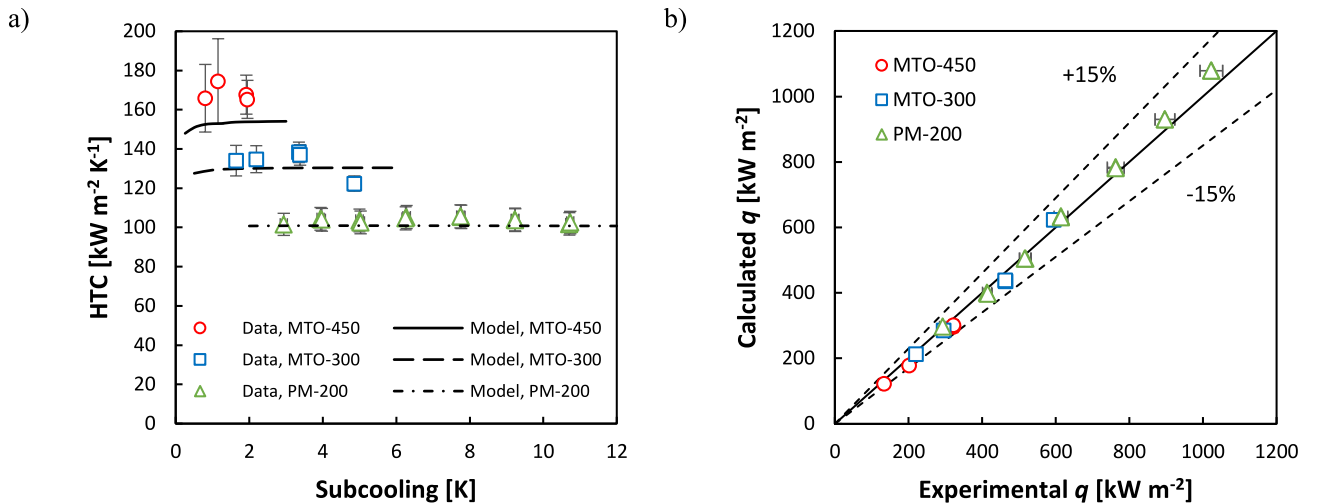 a)
HTC [kW m-2 K-1]
200
180
160
140
120
100
80
60
40
20
0
Data, MTO-450
Model, MTO-450
Data, MTO-300
Model, MTO-300
Data, PM-200
Model, PM-200
0 2 4 6 8 10 12
Subcooling [K]
b)
Calculated q [kW m-2]
1200
1000
800
600
400
200
0
MTO-450
MTO-300
PM-200
+15%
-15%
0 200 400 600 800 1000 1200
Experimental q [kW m-2]